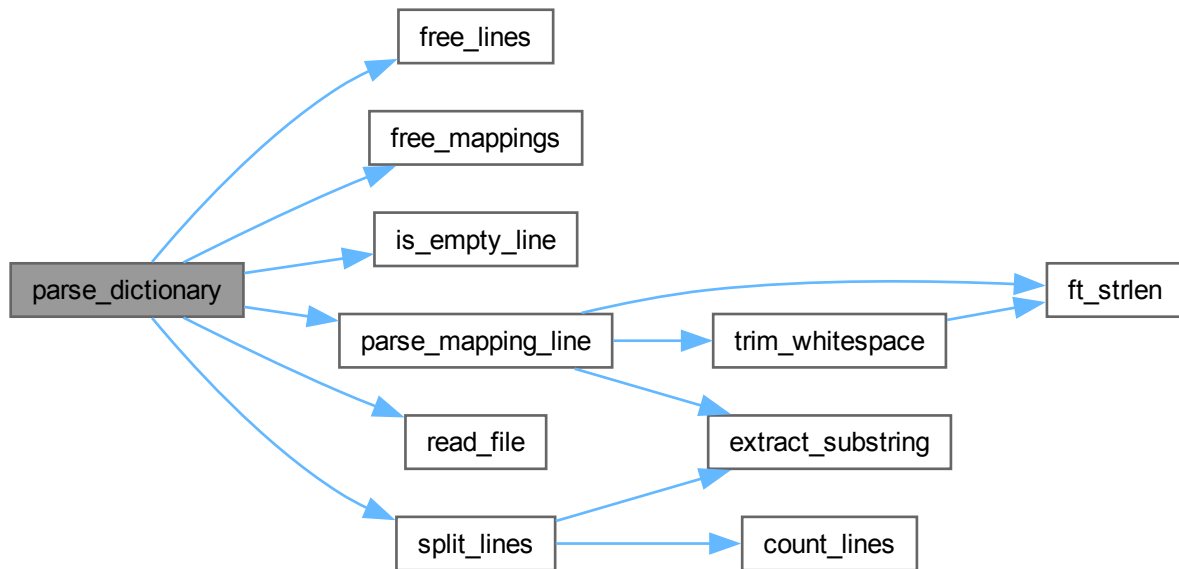 free_lines
free_mappings
is_empty_line
parse_dictionary
parse_mapping_line
trim_whitespace
ft_strlen
read_file
extract_substring
split_lines
count_lines